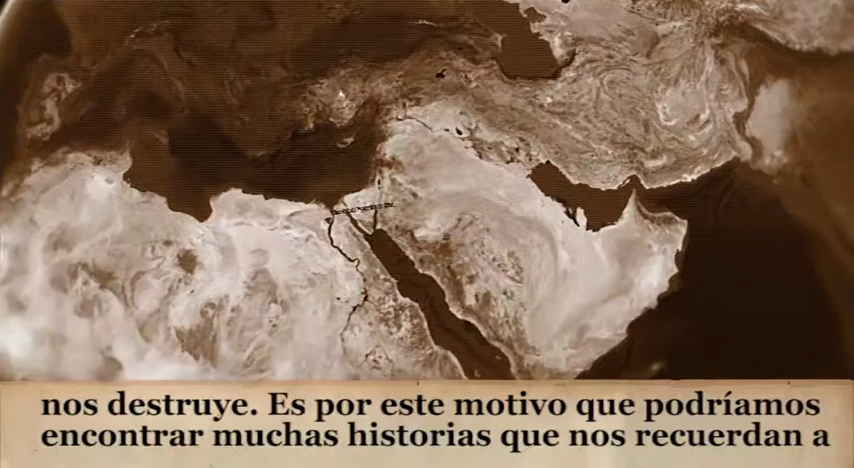 nos destruye. Es por este motivo que podríamos
encontrar muchas historias que nos recuerdan a